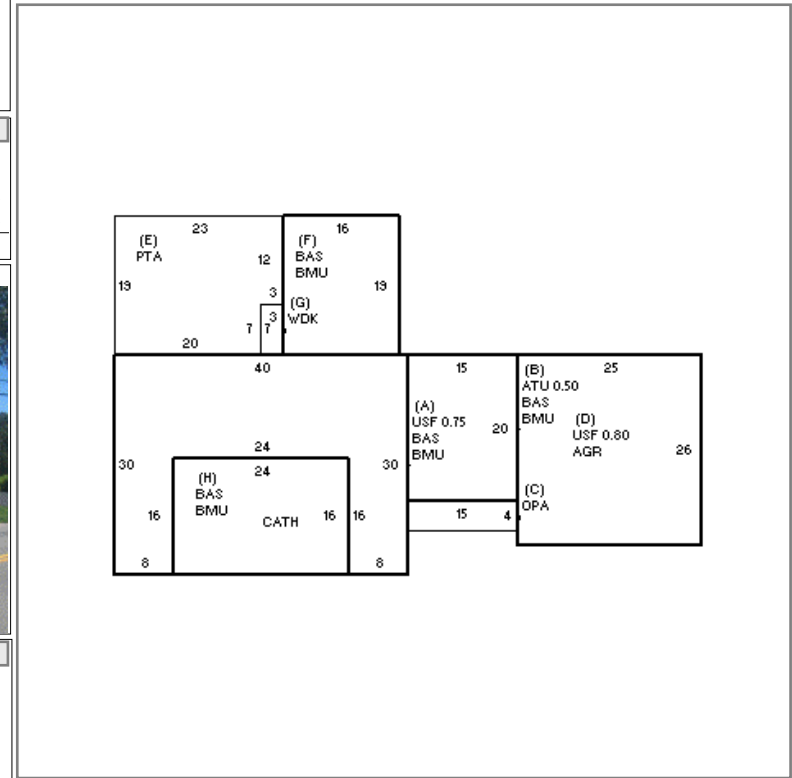 23
(E)
PTA
19
20
12
3
7
7
3
(G)
WDK
16
(F)
BAS
BMU
19
40
30
30
24
24
(H)
BAS
BMU
CATH
16
16
16
8
8
15
(A)
USF 0.75
BAS
BMU
20
15
4
(B)
ATU 0.50
BAS
BMU
25
(D)
USF 0.80
AGR
26
(C)
OPA